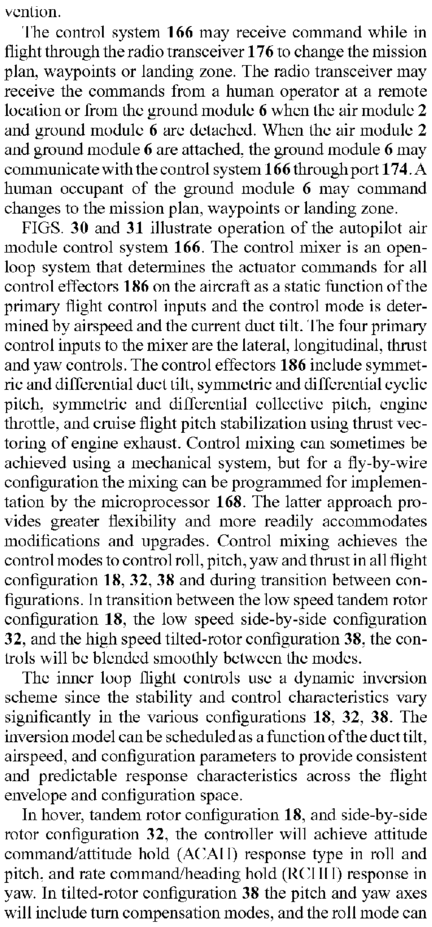 vention.
The control system 166 may receive command while in
flight through the radio transceiver 176 to change the mission
plan, waypoints or landing zone. The radio transceiver may
receive the commands from a human operator at a remote
location or from the ground module 6 when the air module 2
and ground module 6 are detached. When the air module 2
and ground module 6 are attached, the ground module 6 may
communicate with the control system 166 through port 174. A
human occupant of the ground module 6 may command
changes to the mission plan, waypoints or landing zone.
FIGS. 30 and 31 illustrate operation of the autopilot air
module control system 166. The control mixer is an open-
loop system that determines the actuator commands for all
control effectors 186 on the aircraft as a static function of the
primary flight control inputs and the control mode is deter-
mined by airspeed and the current duct tilt. The four primary
control inputs to the mixer are the lateral, longitudinal, thrust
and yaw controls. The control effectors 186 include symmet-
ric and differential duct tilt, symmetric and differential cyclic
pitch, symmetric and differential collective pitch, engine
throttle, and cruise flight pitch stabilization using thrust vec-
toring of engine exhaust. Control mixing can sometimes be
achieved using a mechanical system, but for a fly-by-wire
configuration the mixing can be programmed for implemen-
tation by the microprocessor 168. The latter approach pro-
vides greater flexibility and more readily accommodates
modifications and upgrades. Control mixing achieves the
control modes to control roll, pitch, yaw and thrust in all flight
configuration 18, 32, 38 and during transition between con-
figurations. In transition between the low speed tandem rotor
configuration 18, the low speed side-by-side configuration
32, and the high speed tilted-rotor configuration 38, the con-
trols will be blended smoothly between the modes.
The inner loop flight controls use a dynamic inversion
scheme since the stability and control characteristics vary
significantly in the various configurations 18, 32, 38. The
inversion model can be scheduled as a function of the duct tilt,
airspeed, and configuration parameters to provide consistent
and predictable response characteristics across the flight
envelope and configuration space.
In hover, tandem rotor configuration 18, and side-by-side
rotor configuration 32, the controller will achieve attitude
command/attitude hold (ACAH) response type in roll and
pitch, and rate command/heading hold (RCHH) response in
yaw. In tilted-rotor configuration 38 the pitch and yaw axes
will include turn compensation modes, and the roll mode can